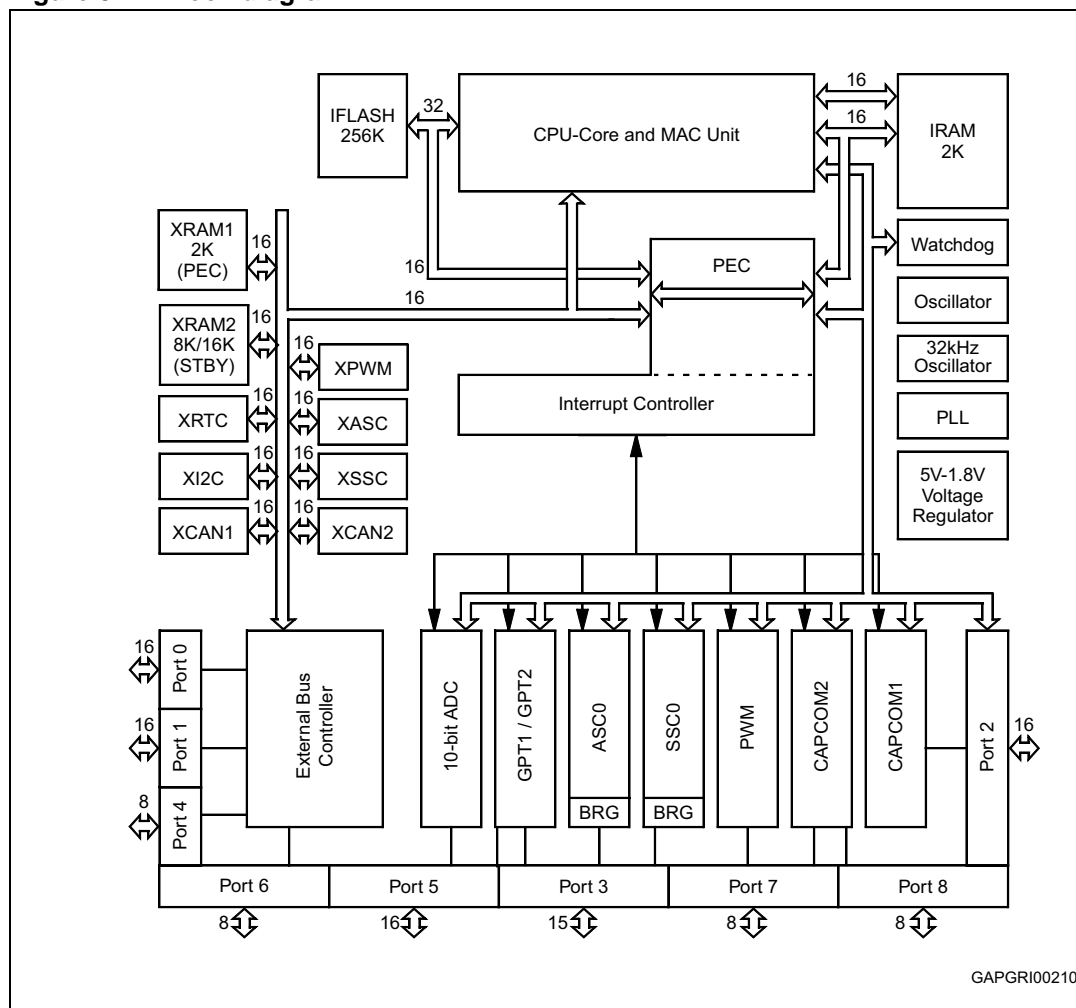 IFLASH
256K
32
CPU-Core and MAC Unit
16
16
IRAM
2K
XRAM1
2K
(PEC)
16
16
16
PEC
Watchdog
Oscillator
32kHz
Oscillator
PLL
5V-1.8V
Voltage
Regulator
XRAM2
8K/16K
(STBY)
16
16
XPWM
Interrupt Controller
XRTC
16
16
XASC
XI2C
16
16
XSSC
XCAN1
16
16
XCAN2
16
Port 0
16
Port 1
8
Port 4
External Bus
Controller
10-bit ADC
GPT1 / GPT2
ASC0
BRG
SSC0
BRG
PWM
CAPCOM2
CAPCOM1
Port 2
16
Port 6
Port 5
Port 3
Port 7
Port 8
8
16
15
8
8
GAPGRI00210